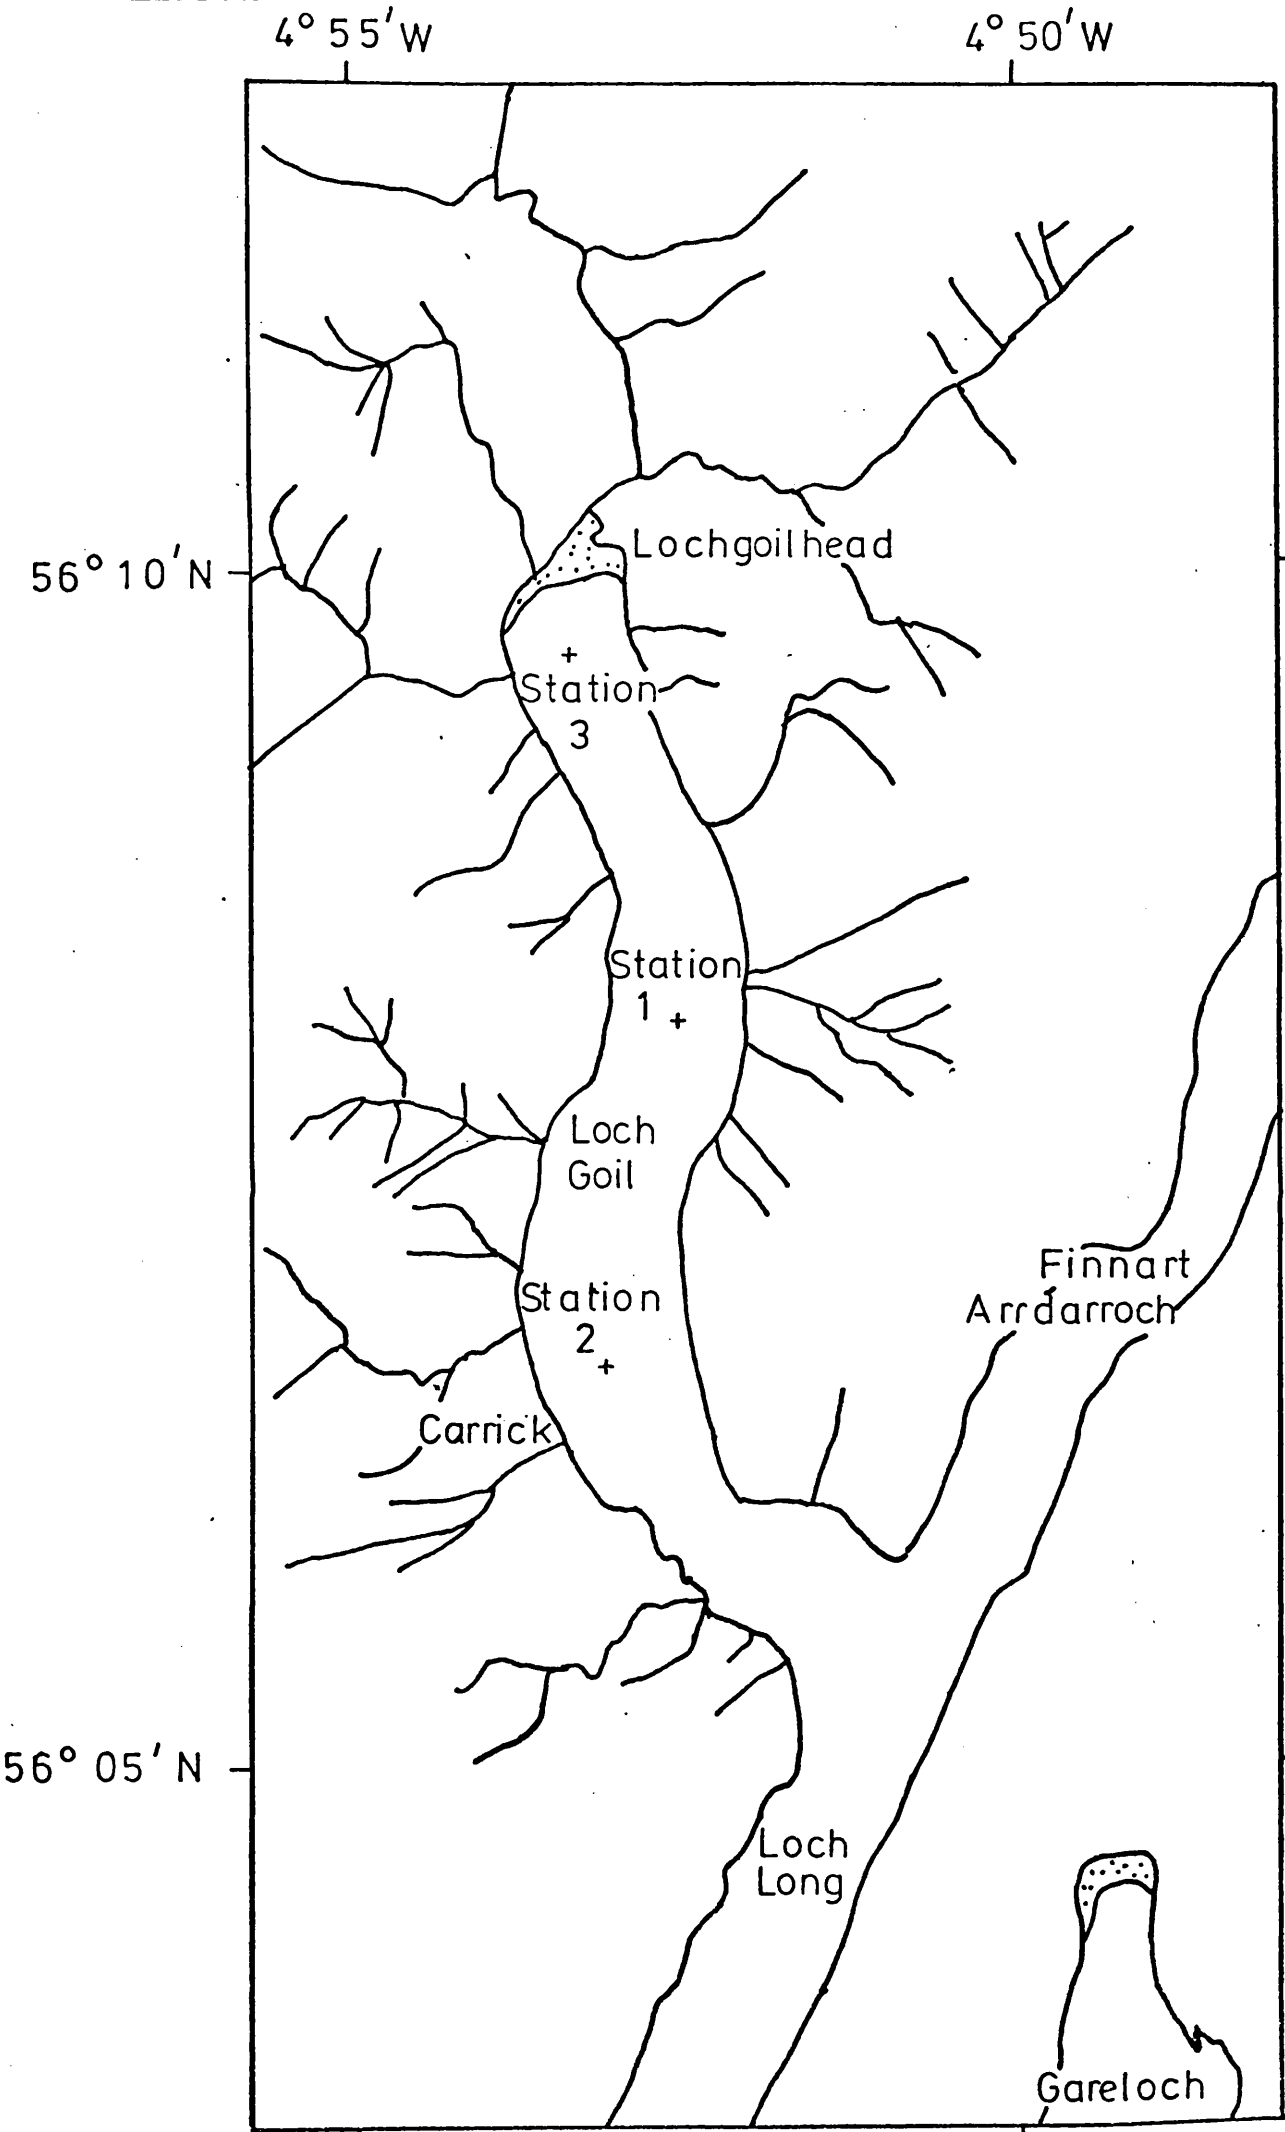 4° 55'W
4° 50'W
Lochgoilhead
56° 10'N
Station
3
Station
1
Loch
Goil
Finnart
Station
Arrdarroch
2
Carrick
56° 05'N
Loch
Long
Gareloch